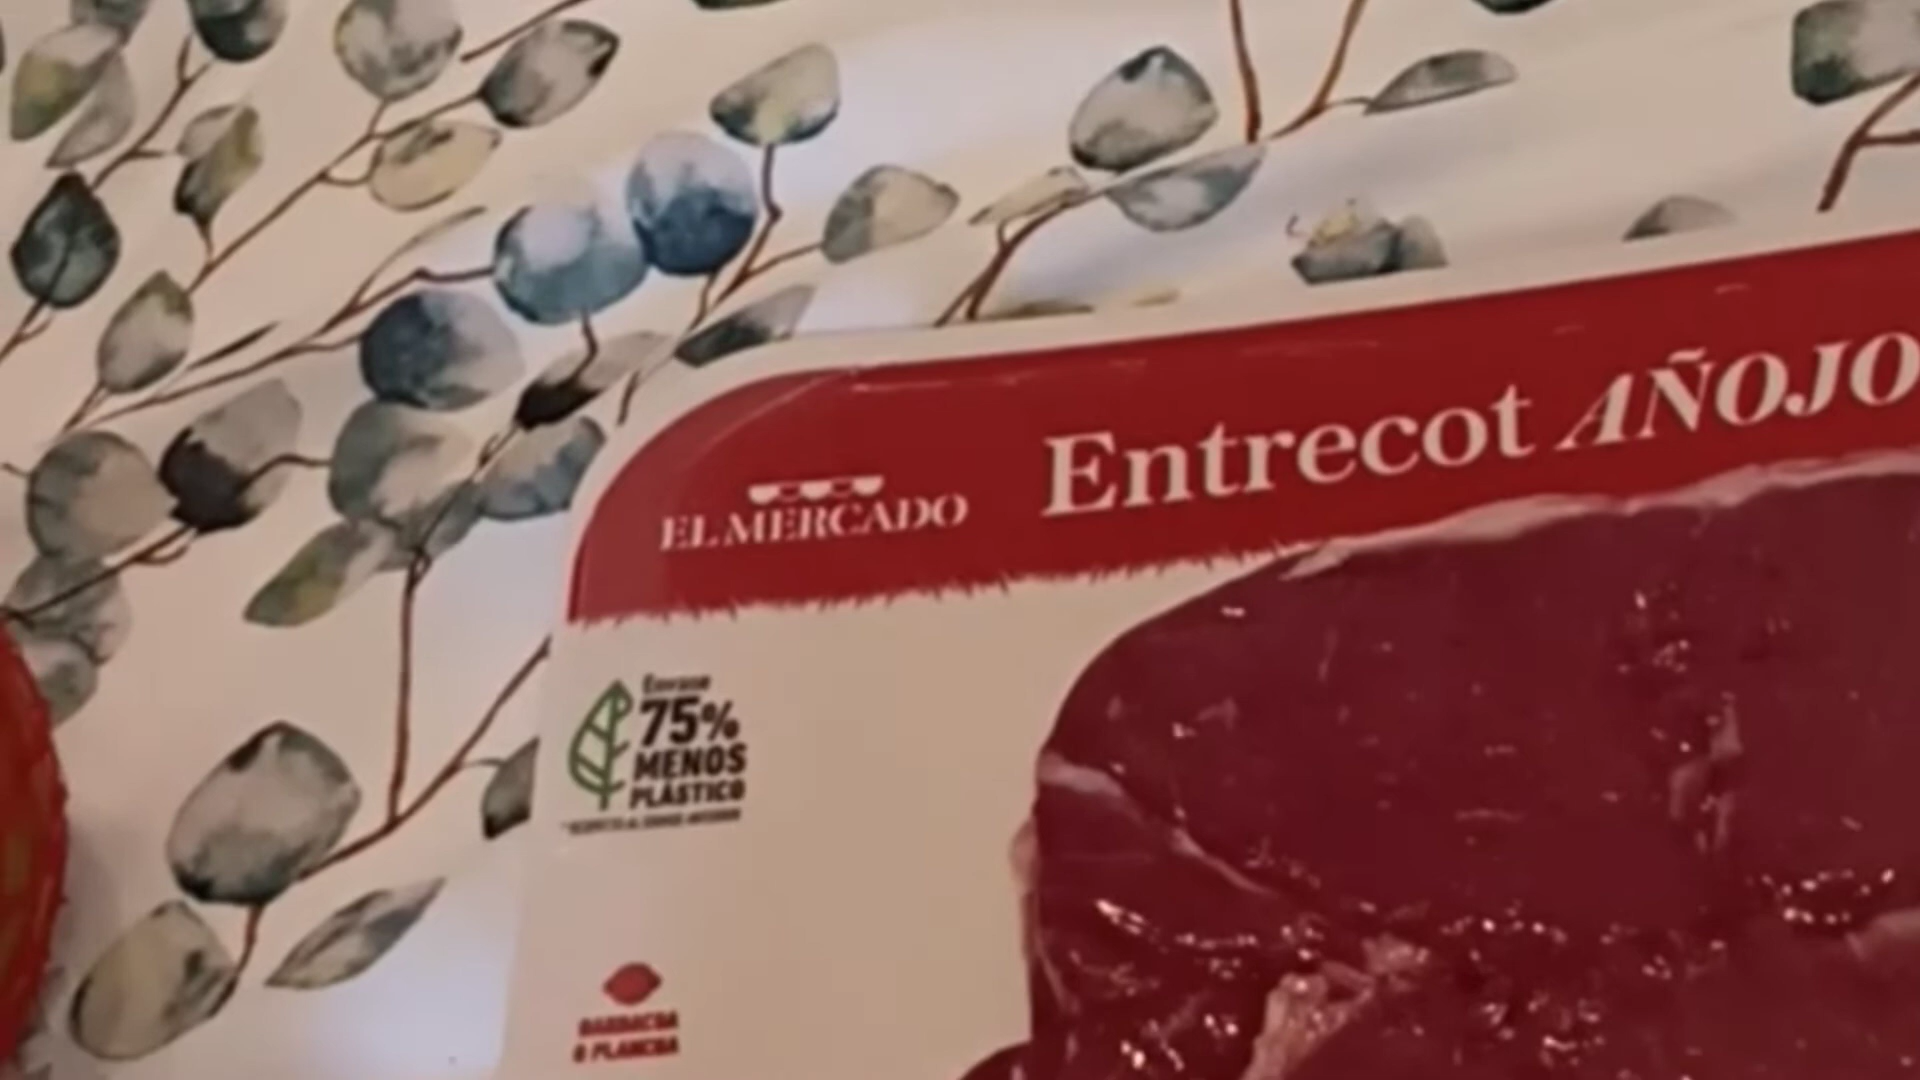 EL MERCADO
Entrecot AÑOJO
Envase
75%
MENOS
PLÁSTICO
BARBACOA
O PLANCHA